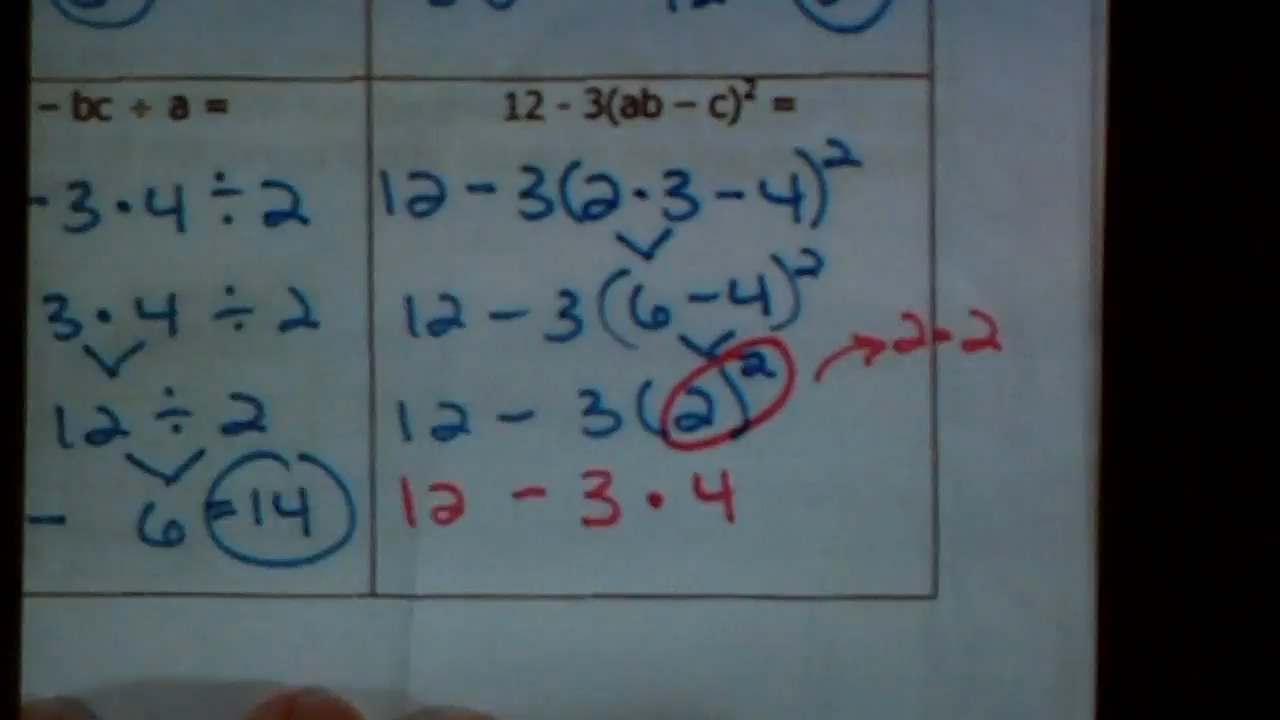 - bc ÷ a =
-3·4÷2
3·4 ÷ 2
12 ÷ 2
- 6 =14
12 - 3(ab - c)² =
12 - 3(2·3 - 4)²
12 - 3(6 - 4)²
12 - 3(2)² → 2·2
12 - 3·4